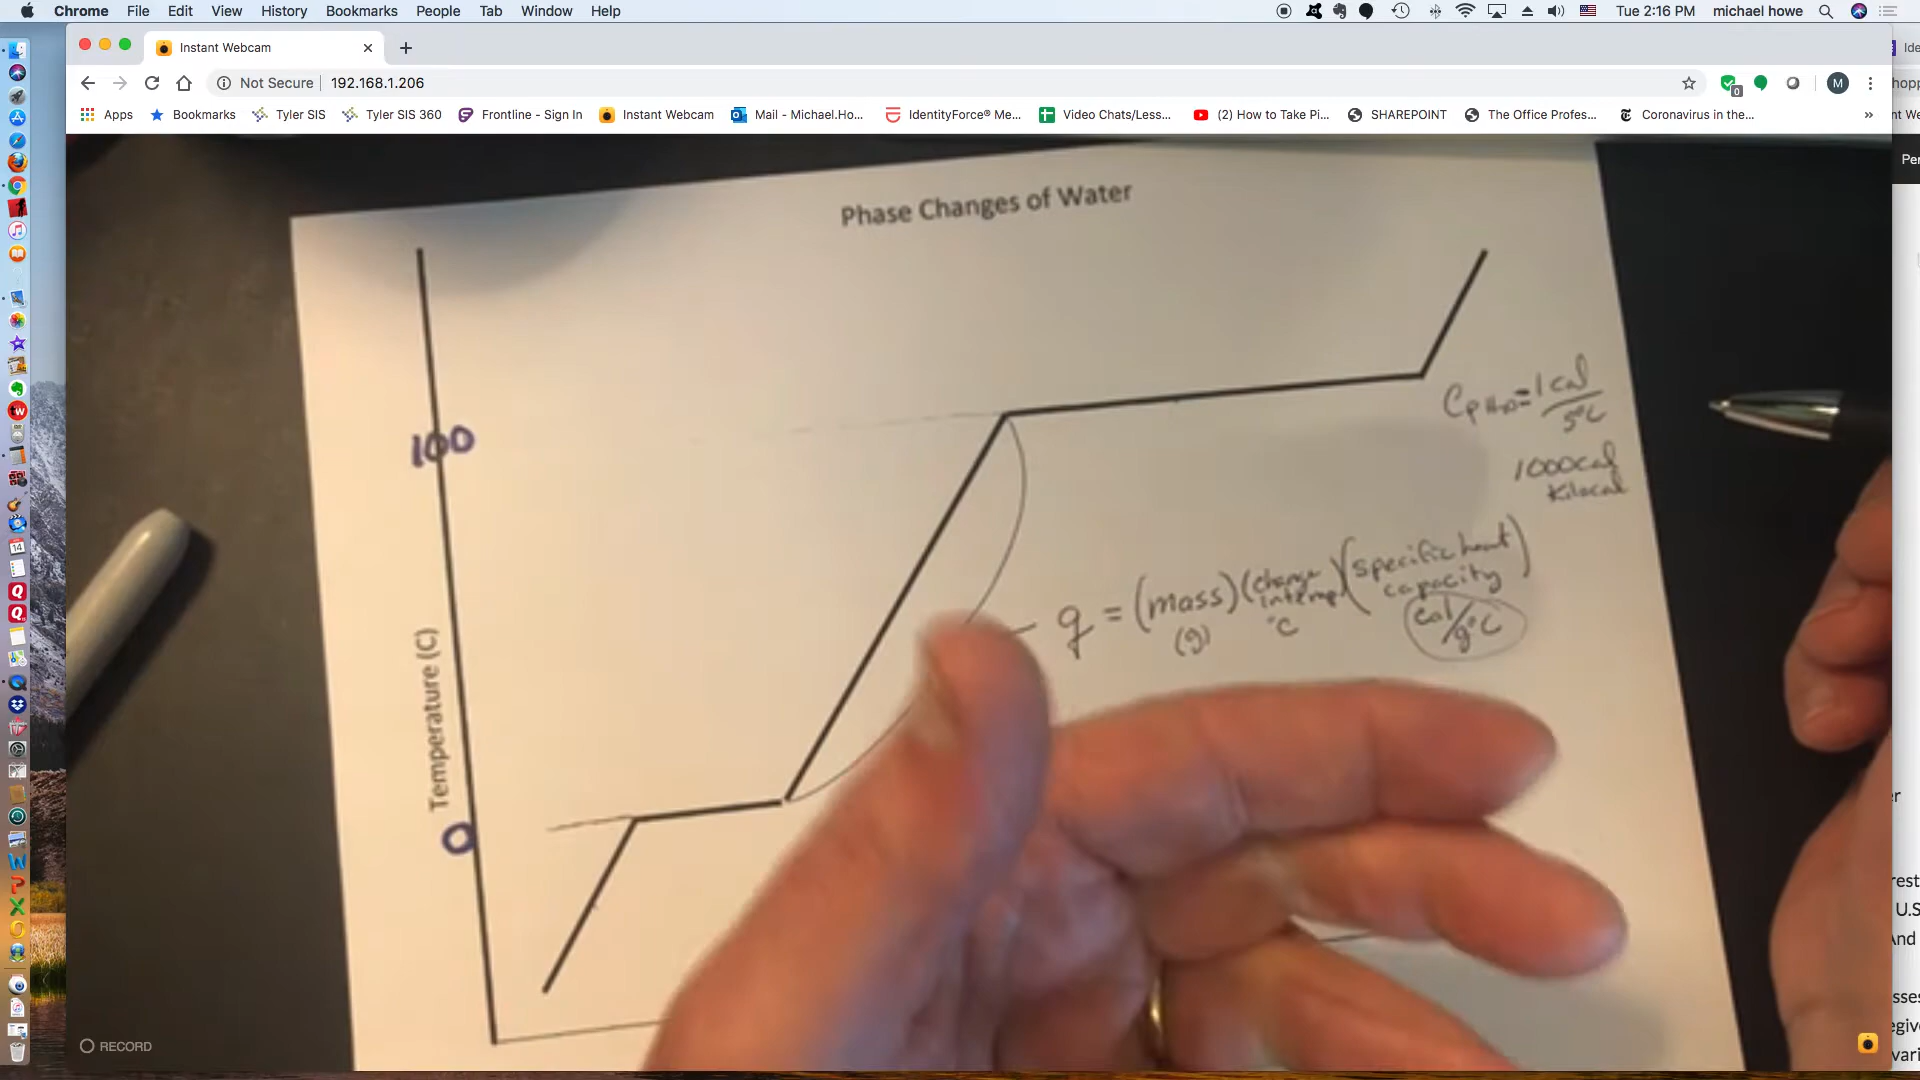 Chrome File Edit View History Bookmarks People Tab Window Help Tue 2:16 PM michael howe
Instant Webcam
Not Secure 192.168.1.206 M
Apps Bookmarks Tyler SIS Tyler SIS 360 Frontline - Sign In Instant Webcam Mail - Michael.Ho... IdentityForce® Me... Video Chats/Less... (2) How to Take Pi... SHAREPOINT The Office Profes... Coronavirus in the... »
Phase Changes of Water
100
Temperature (C)
0
CpH2O=1cal
g°C
1000cal
kilocal
q = (mass)(change in temp)(specific heat capacity)
(g) °C cal/g°C
RECORD